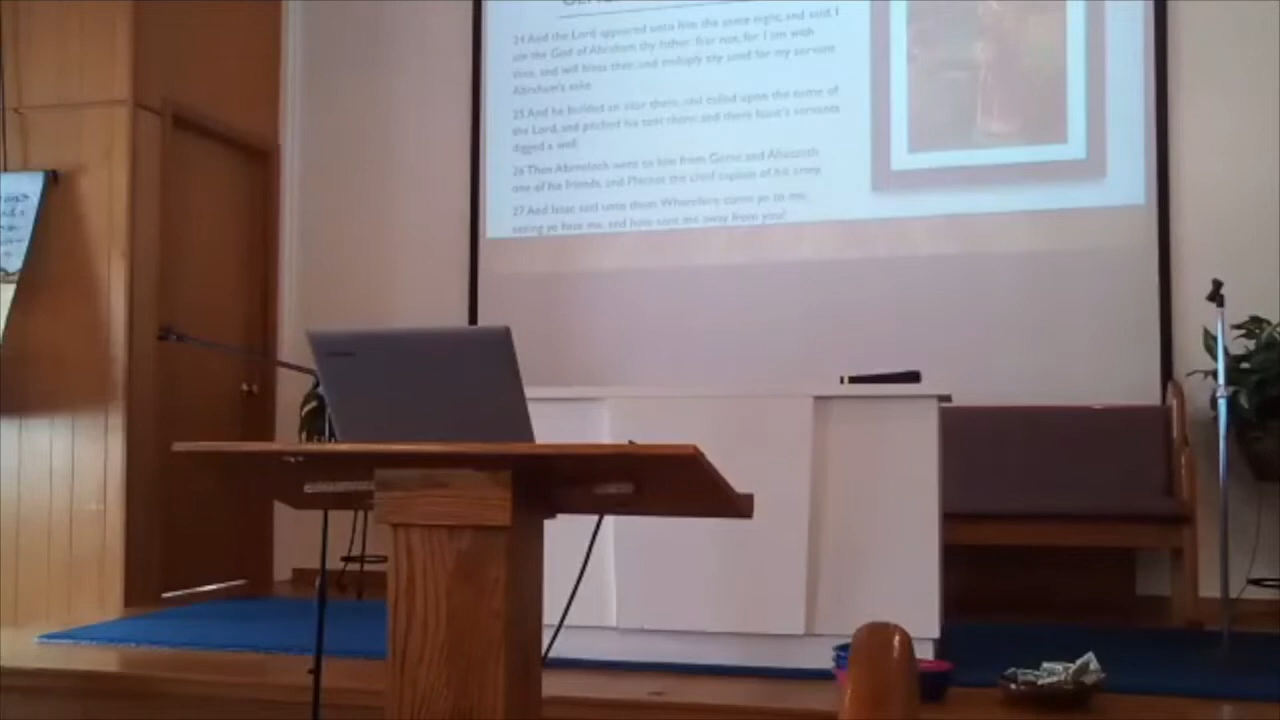 24 And the Lord appeared unto him the same night, and said, I
am the God of Abraham thy father: fear not, for I am with
thee, and will bless thee, and multiply thy seed for my servant
Abraham's sake
25 And he builded an altar there, and called upon the name of
the Lord, and pitched his tent there: and there Isaac's servants
digged a well.
26 Then Abimelech went to him from Gerar, and Ahuzzath
one of his friends, and Phichol the chief captain of his army.
27 And Isaac said unto them Wherefore come ye to me,
seeing ye hate me, and have sent me away from you?